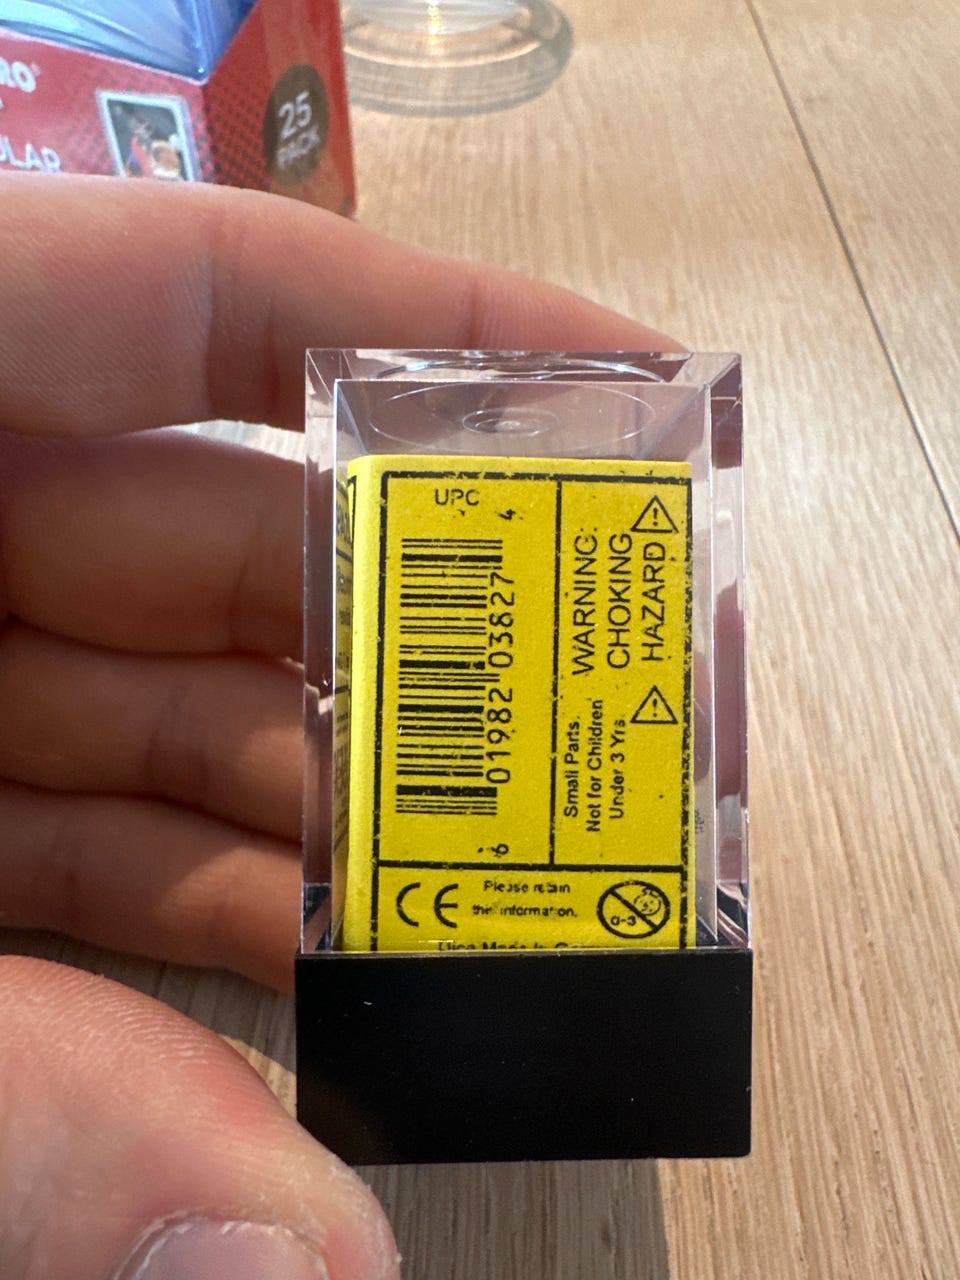 25
PACK
UPC
6 01982 03827 4
WARNING:
CHOKING
HAZARD
Small Parts.
Not for Children
Under 3 Yrs.
CE
Please retain
this information.
0-3